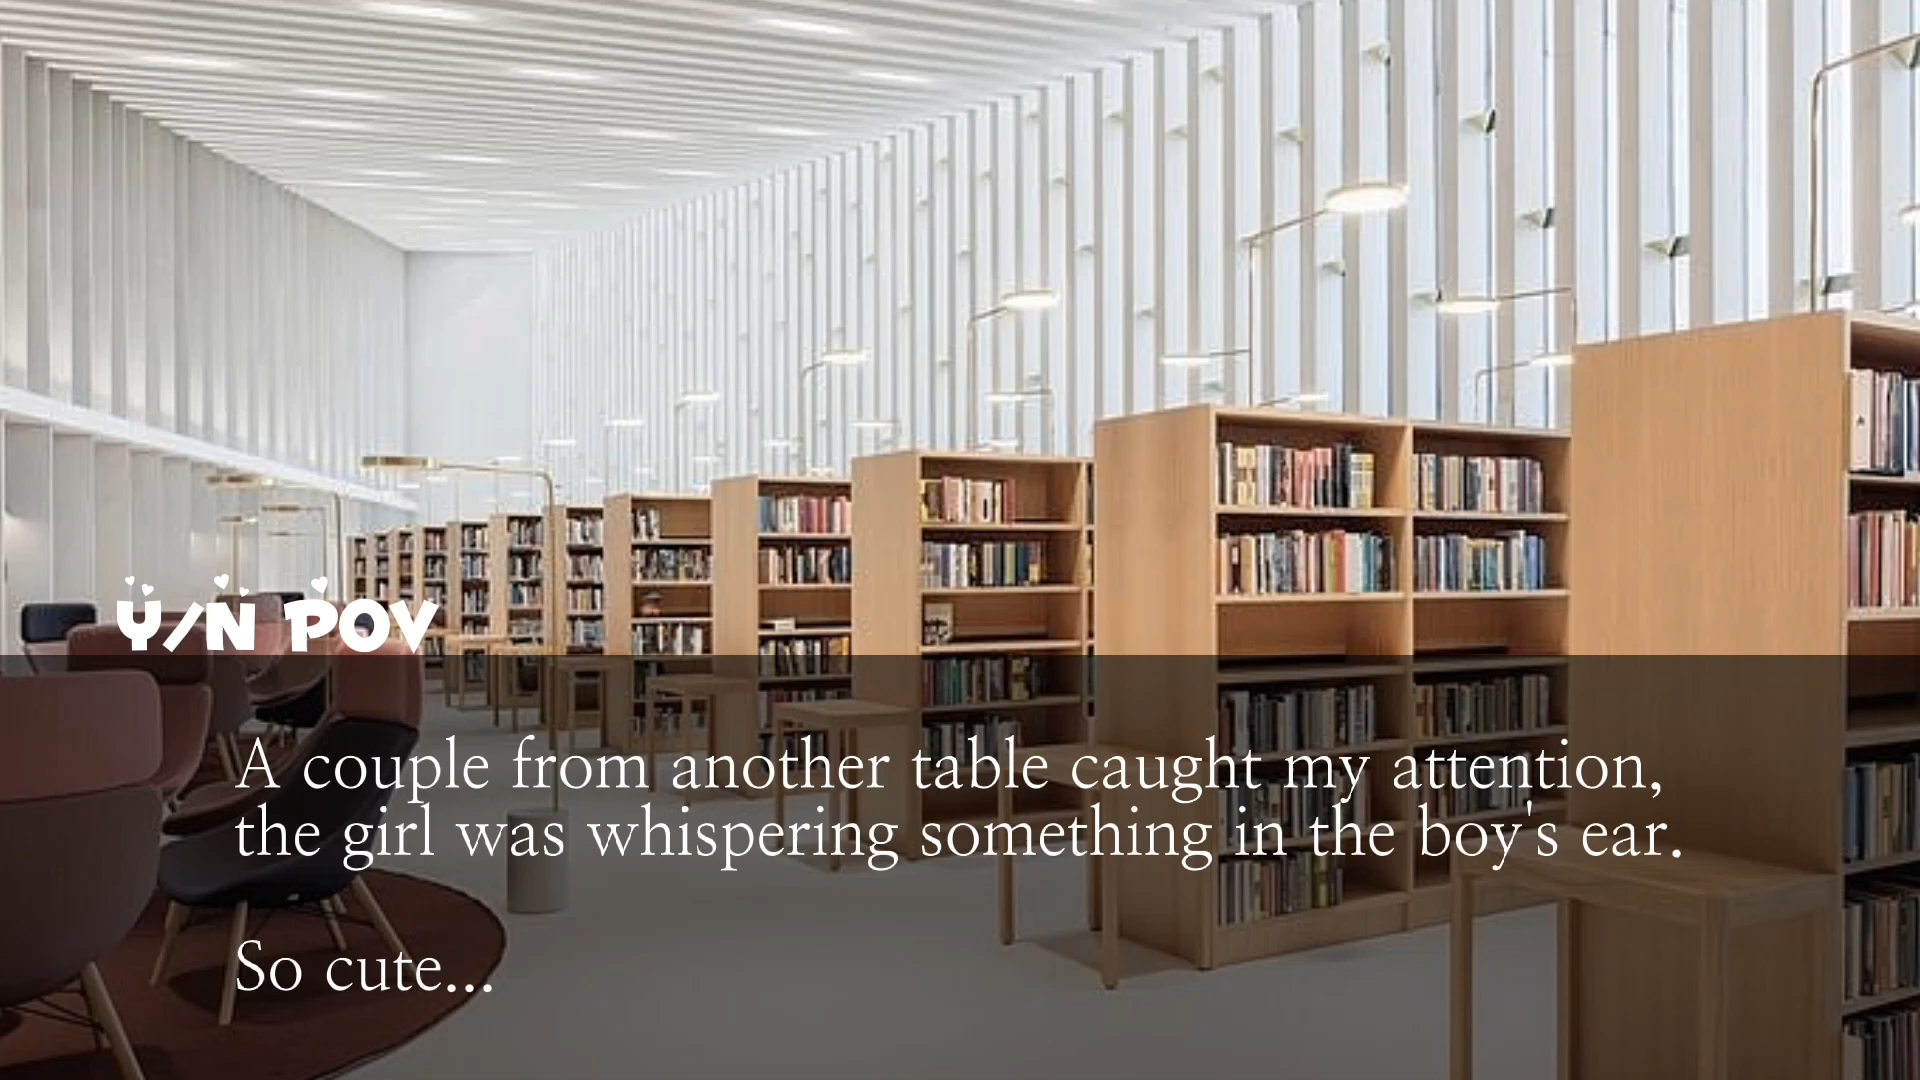 Y/N POV
A couple from another table caught my attention,
the girl was whispering something in the boy's ear.
So cute...